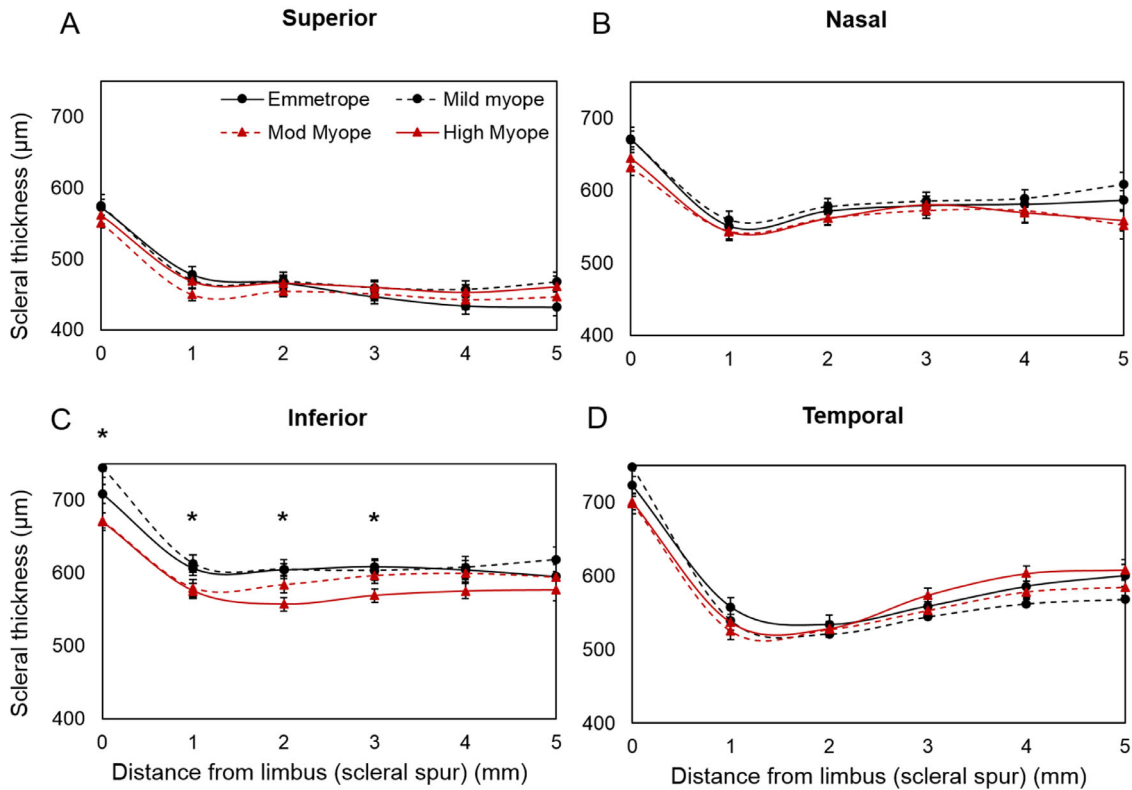 A
Superior
B
Nasal
Emmetrope
Mild myope
Mod Myope
High Myope
Scleral thickness (µm)
700
600
500
400
0 1 2 3 4 5
700
600
500
400
0 1 2 3 4 5
C
Inferior
D
Temporal
*
* * *
Scleral thickness (µm)
700
600
500
400
0 1 2 3 4 5
Distance from limbus (scleral spur) (mm)
700
600
500
400
0 1 2 3 4 5
Distance from limbus (scleral spur) (mm)